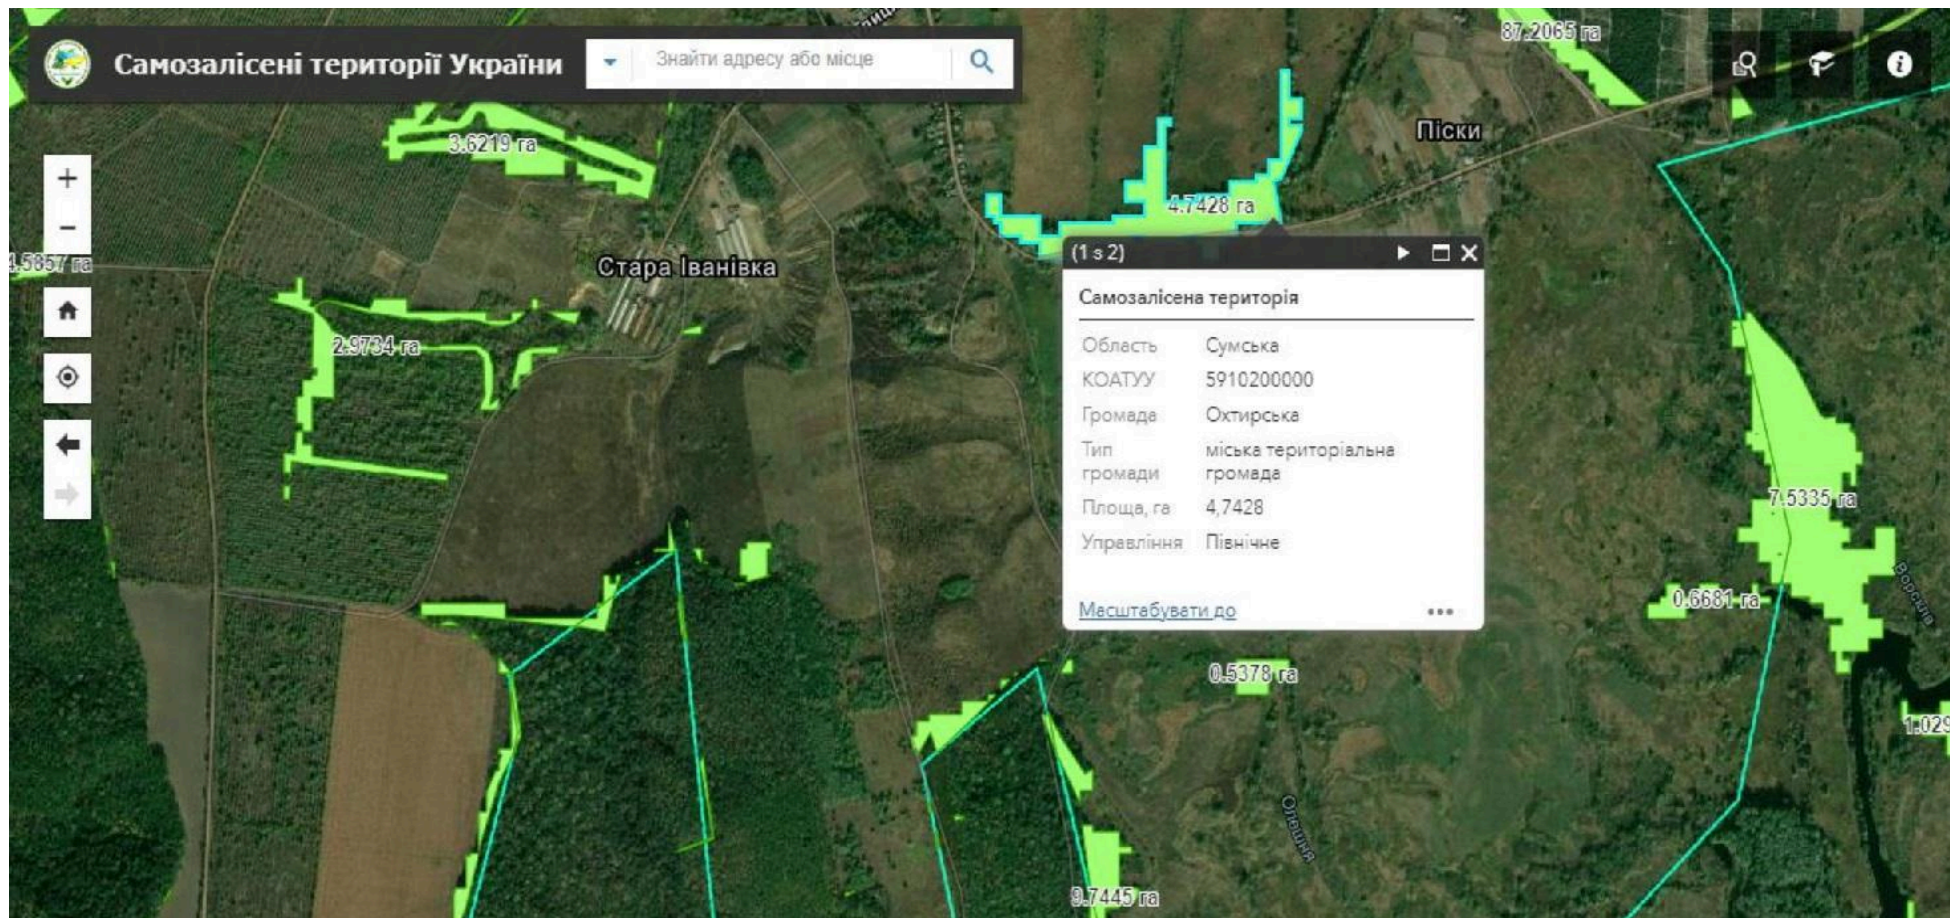 87.2065 га
Самозалісені території України
Знайти адресу або місце
Піски
3.6219 га
4.7428 га
Стара Іванівка
2.9734 га
(1 з 2)
Самозалісена територія
Область Сумська
КОАТУУ 5910200000
Громада Охтирська
Тип громади міська територіальна громада
Площа, га 4,7428
Управління Північне
Масштабувати до
7.5335 га
0.6681 га
Ворскла
0.5378 га
1.029
Олешня
9.7445 га